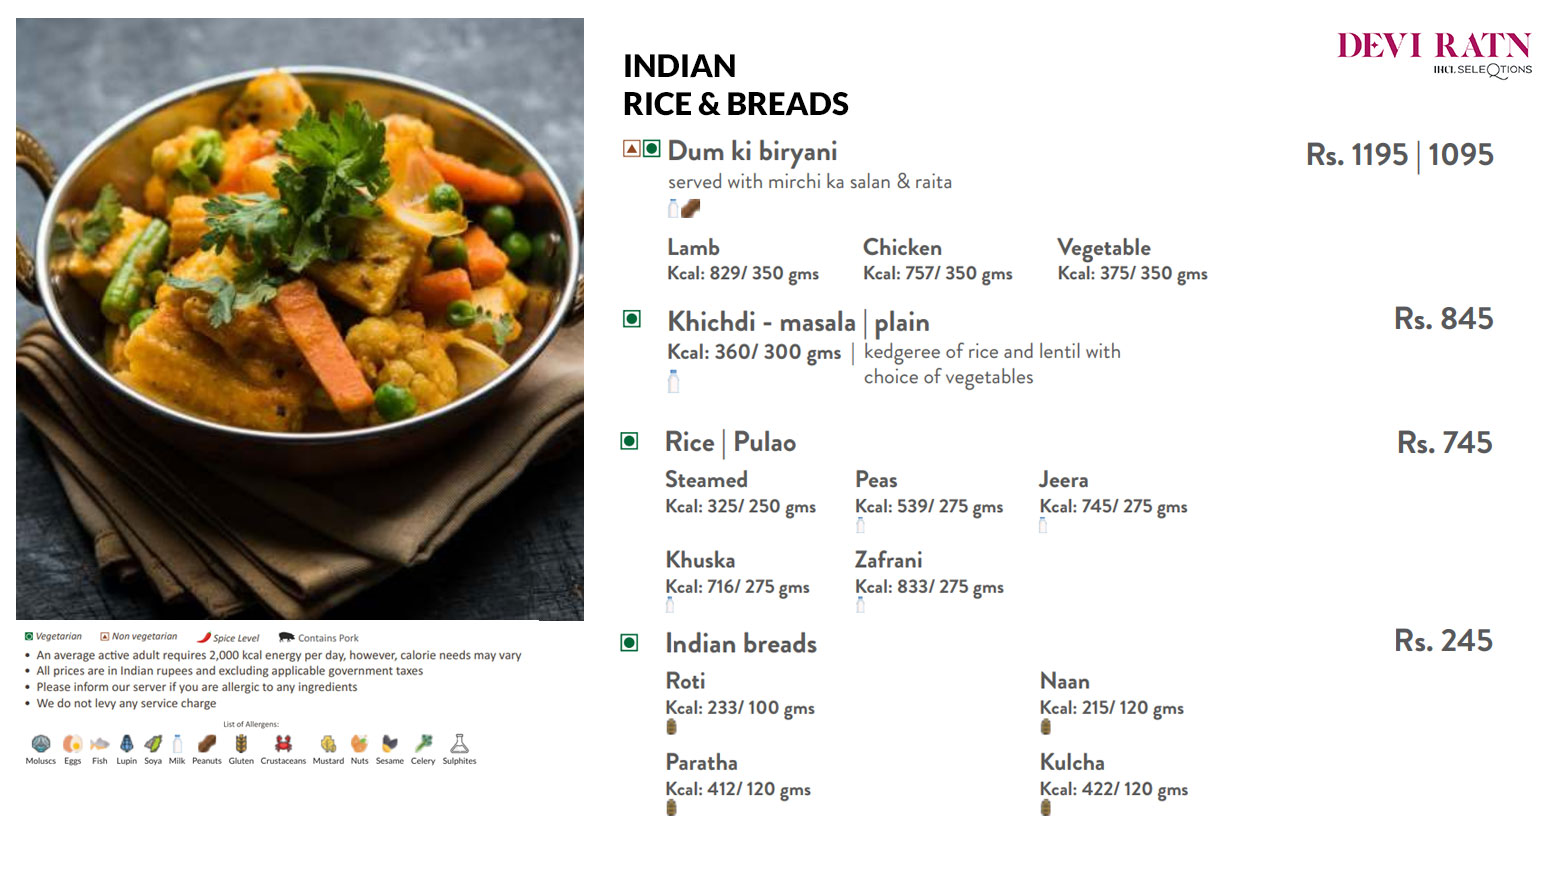 DEVI RATN
IHCL SELEQTIONS
INDIAN
RICE & BREADS
Dum ki biryani
Rs. 1195 | 1095
served with mirchi ka salan & raita
Lamb
Kcal: 829/ 350 gms
Chicken
Kcal: 757/ 350 gms
Vegetable
Kcal: 375/ 350 gms
Khichdi - masala | plain
Rs. 845
Kcal: 360/ 300 gms | kedgeree of rice and lentil with
choice of vegetables
Rice | Pulao
Rs. 745
Steamed
Kcal: 325/ 250 gms
Peas
Kcal: 539/ 275 gms
Jeera
Kcal: 745/ 275 gms
Khuska
Kcal: 716/ 275 gms
Zafrani
Kcal: 833/ 275 gms
Indian breads
Rs. 245
Roti
Kcal: 233/ 100 gms
Naan
Kcal: 215/ 120 gms
Paratha
Kcal: 412/ 120 gms
Kulcha
Kcal: 422/ 120 gms
Vegetarian Non vegetarian Spice Level Contains Pork
• An average active adult requires 2,000 kcal energy per day, however, calorie needs may vary
• All prices are in Indian rupees and excluding applicable government taxes
• Please inform our server if you are allergic to any ingredients
• We do not levy any service charge
List of Allergens:
Moluscs Eggs Fish Lupin Soya Milk Peanuts Gluten Crustaceans Mustard Nuts Sesame Celery Sulphites